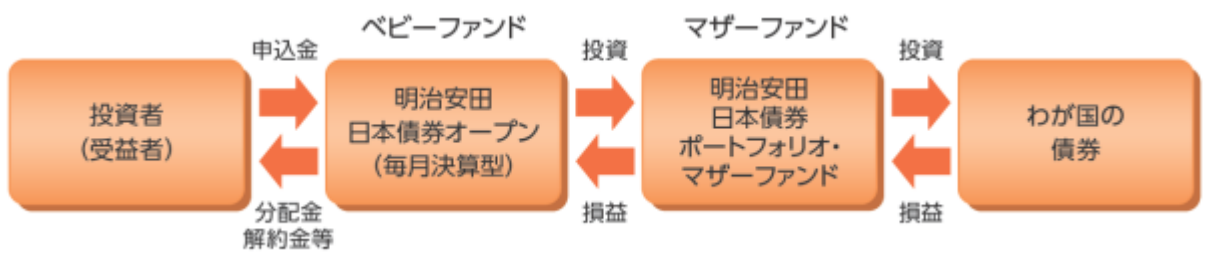 ベビーファンド
マザーファンド
申込金
投資
投資
投資者
(受益者)
明治安田
日本債券オープン
(毎月決算型)
明治安田
日本債券
ポートフォリオ・
マザーファンド
わが国の
債券
分配金
解約金等
損益
損益